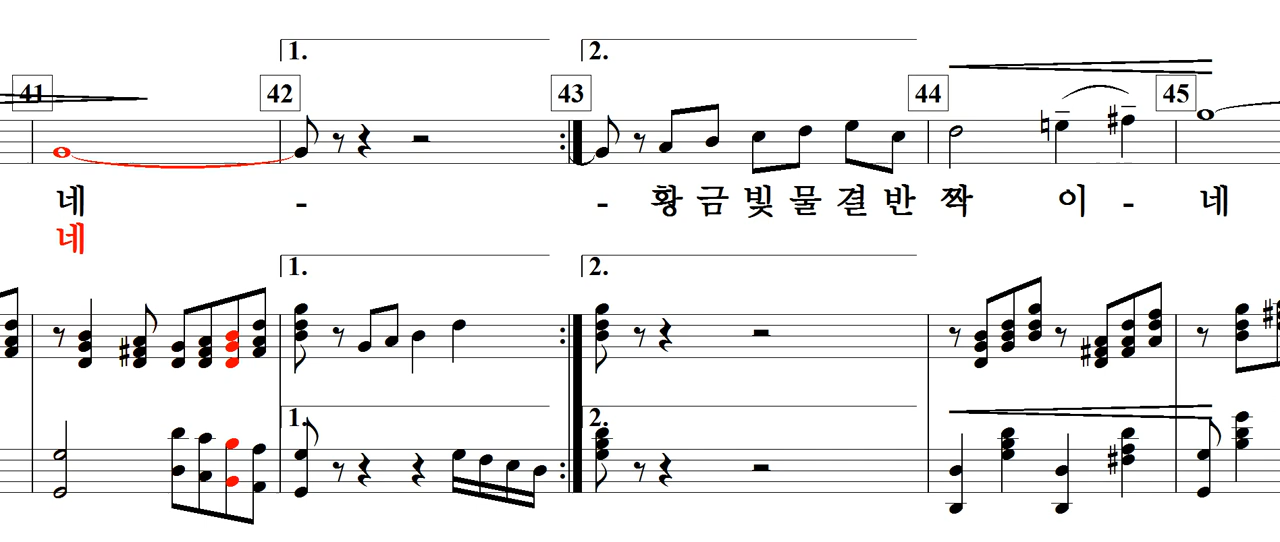 1. 2.
41 42 43 44 45
네 - - 황 금 빛 물 결 반 짝 이 - 네
네
1. 2.
1. 2.